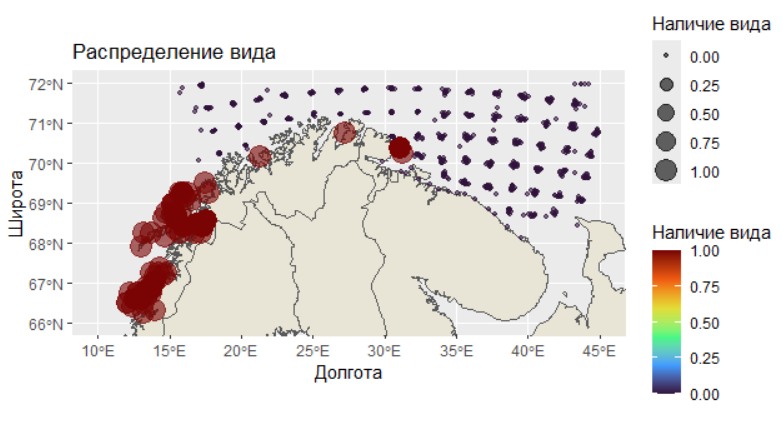 Распределение вида
72°N
71°N
70°N
69°N
68°N
67°N
66°N
Широта
10°E
15°E
20°E
25°E
30°E
35°E
40°E
45°E
Долгота
Наличие вида
0.00
0.25
0.50
0.75
1.00
Наличие вида
1.00
0.75
0.50
0.25
0.00